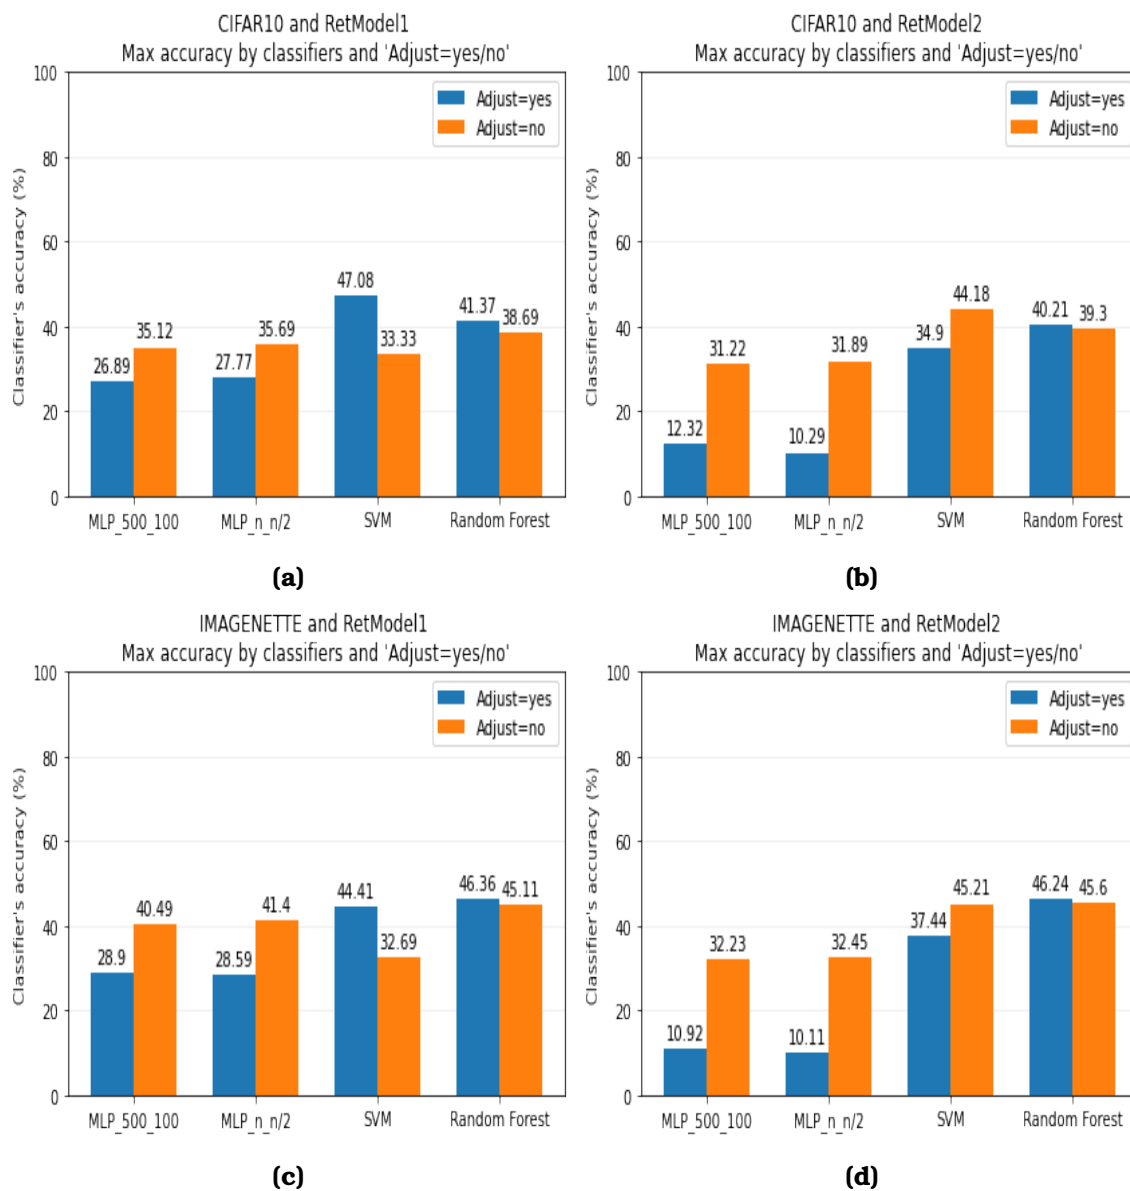 CIFAR10 and RetModel1
Max accuracy by classifiers and 'Adjust=yes/no'
Classifier's accuracy (%)
100
80
60
40
20
0
Adjust=yes
Adjust=no
26.89
35.12
27.77
35.69
47.08
33.33
41.37
38.69
MLP_500_100
MLP_n_n/2
SVM
Random Forest
(a)
CIFAR10 and RetModel2
Max accuracy by classifiers and 'Adjust=yes/no'
Classifier's accuracy (%)
100
80
60
40
20
0
Adjust=yes
Adjust=no
12.32
31.22
10.29
31.89
34.9
44.18
40.21
39.3
MLP_500_100
MLP_n_n/2
SVM
Random Forest
(b)
IMAGENETTE and RetModel1
Max accuracy by classifiers and 'Adjust=yes/no'
Classifier's accuracy (%)
100
80
60
40
20
0
Adjust=yes
Adjust=no
28.9
40.49
28.59
41.4
44.41
32.69
46.36
45.11
MLP_500_100
MLP_n_n/2
SVM
Random Forest
(c)
IMAGENETTE and RetModel2
Max accuracy by classifiers and 'Adjust=yes/no'
Classifier's accuracy (%)
100
80
60
40
20
0
Adjust=yes
Adjust=no
10.92
32.23
10.11
32.45
37.44
45.21
46.24
45.6
MLP_500_100
MLP_n_n/2
SVM
Random Forest
(d)